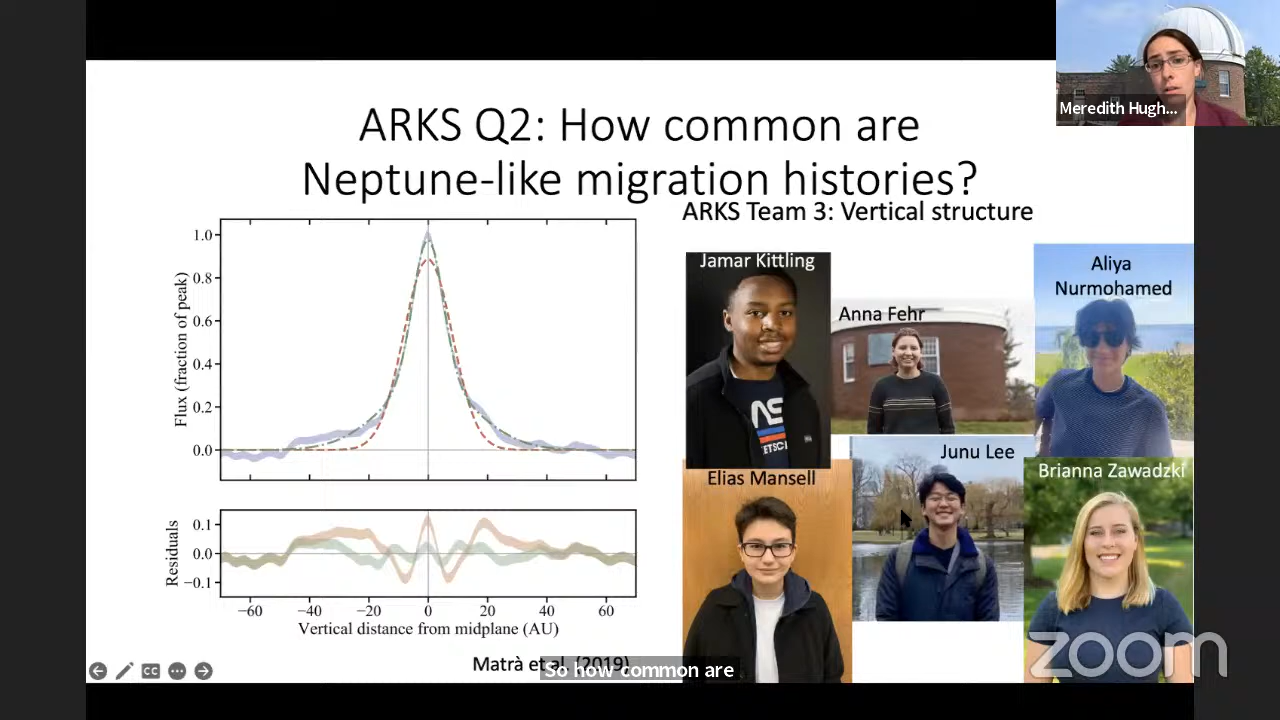 Meredith Hugh...
ARKS Q2: How common are
Neptune-like migration histories?
ARKS Team 3: Vertical structure
Flux (fraction of peak)
1.0
0.8
0.6
0.4
0.2
0.0
Residuals
0.1
0.0
−0.1
−60 −40 −20 0 20 40 60
Vertical distance from midplane (AU)
Matrà et al. (2019)
Jamar Kittling
Anna Fehr
Aliya
Nurmohamed
Elias Mansell
Junu Lee
Brianna Zawadzki
CC
So how common are
zoom